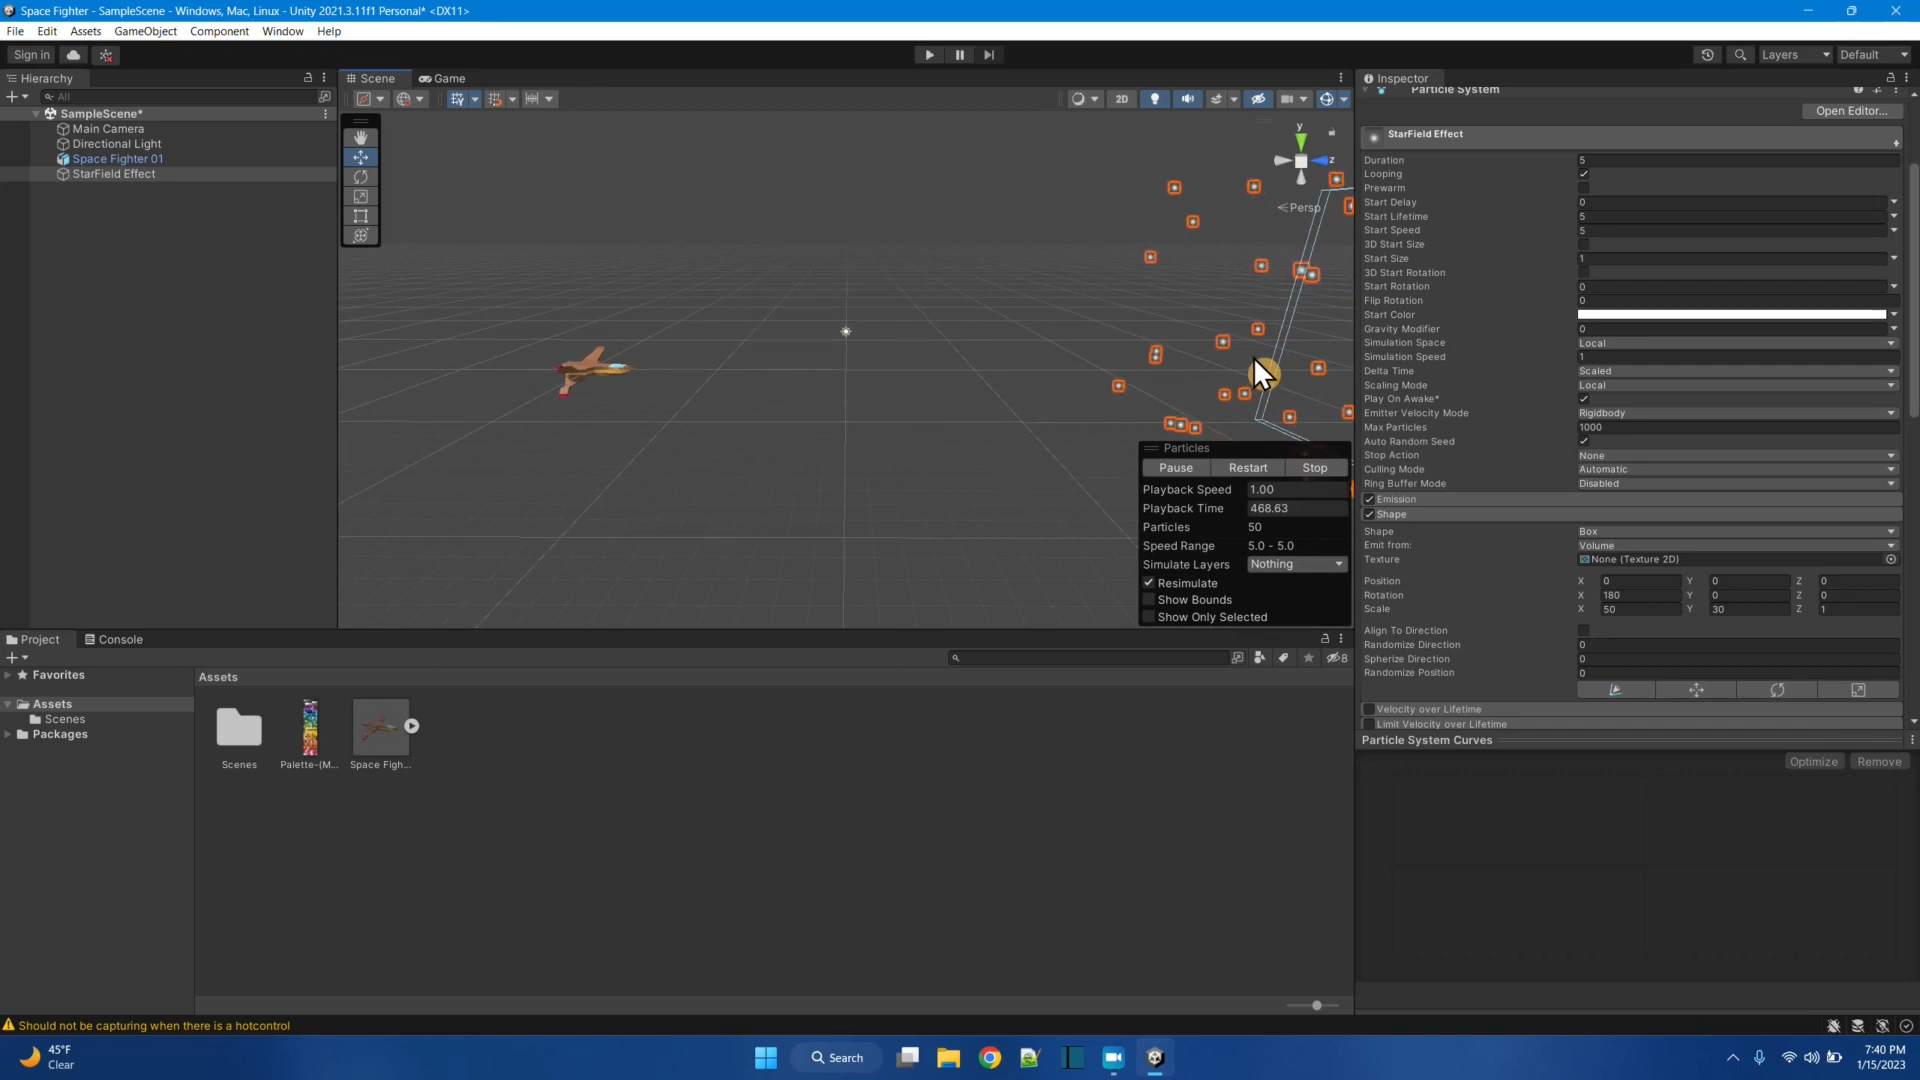 Space Fighter - SampleScene - Windows, Mac, Linux - Unity 2021.3.11f1 Personal* <DX11>
File Edit Assets GameObject Component Window Help
Sign in
Layers Default
Hierarchy
All
SampleScene*
Main Camera
Directional Light
Space Fighter 01
StarField Effect
Scene Game
2D
y
z
Persp
Particles
Pause Restart Stop
Playback Speed 1.00
Playback Time 468.63
Particles 50
Speed Range 5.0 - 5.0
Simulate Layers Nothing
Resimulate
Show Bounds
Show Only Selected
Inspector
Particle System
Open Editor...
StarField Effect
Duration 5
Looping
Prewarm
Start Delay 0
Start Lifetime 5
Start Speed 5
3D Start Size
Start Size 1
3D Start Rotation
Start Rotation 0
Flip Rotation 0
Start Color
Gravity Modifier 0
Simulation Space Local
Simulation Speed 1
Delta Time Scaled
Scaling Mode Local
Play On Awake*
Emitter Velocity Mode Rigidbody
Max Particles 1000
Auto Random Seed
Stop Action None
Culling Mode Automatic
Ring Buffer Mode Disabled
Emission
Shape
Shape Box
Emit from: Volume
Texture None (Texture 2D)
Position X 0 Y 0 Z 0
Rotation X 180 Y 0 Z 0
Scale X 50 Y 30 Z 1
Align To Direction
Randomize Direction 0
Spherize Direction 0
Randomize Position 0
Velocity over Lifetime
Limit Velocity over Lifetime
Particle System Curves
Optimize Remove
Project Console
8
Favorites
Assets
Scenes
Packages
Assets
Scenes Palette-(M... Space Figh...
Should not be capturing when there is a hotcontrol
45°F
Clear
Search
7:40 PM
1/15/2023